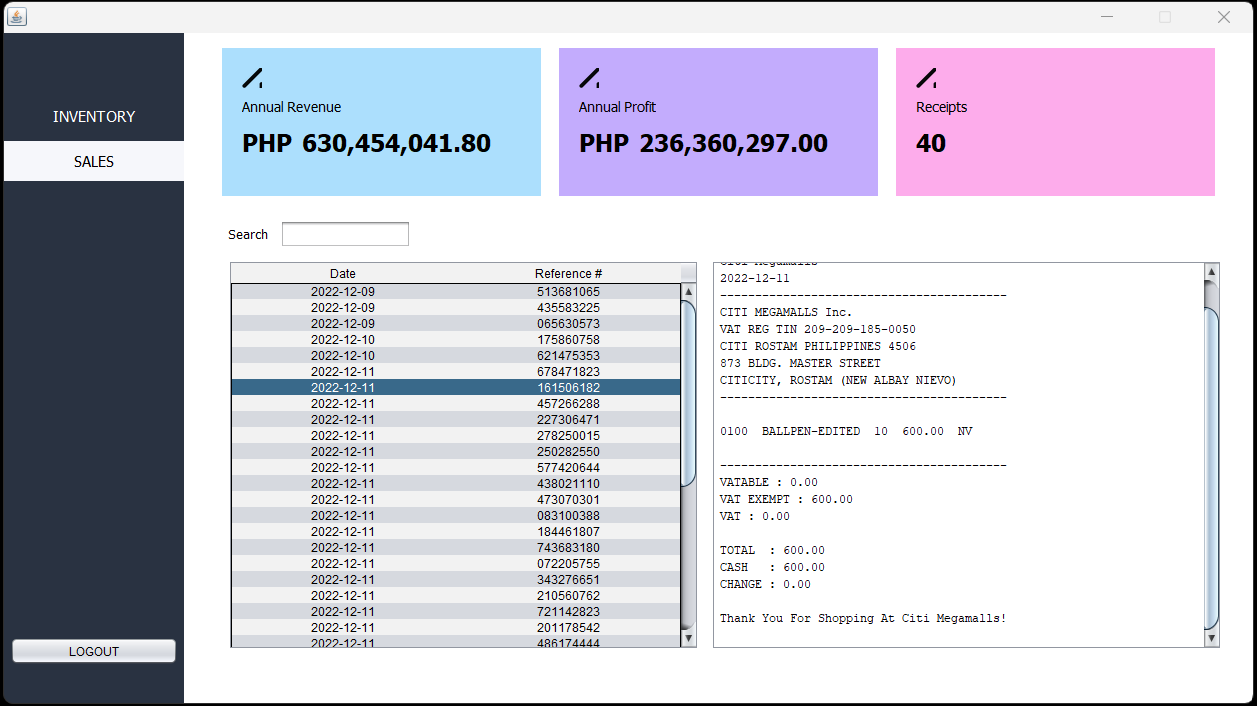 INVENTORY
SALES
LOGOUT
Annual Revenue
PHP 630,454,041.80
Annual Profit
PHP 236,360,297.00
Receipts
40
Search
Date Reference #
2022-12-09 513681065
2022-12-09 435583225
2022-12-09 065630573
2022-12-10 175860758
2022-12-10 621475353
2022-12-11 678471823
2022-12-11 161506182
2022-12-11 457266288
2022-12-11 227306471
2022-12-11 278250015
2022-12-11 250282550
2022-12-11 577420644
2022-12-11 438021110
2022-12-11 473070301
2022-12-11 083100388
2022-12-11 184461807
2022-12-11 743683180
2022-12-11 072205755
2022-12-11 343276651
2022-12-11 210560762
2022-12-11 721142823
2022-12-11 201178542
2022-12-11 486174444
Citi Megamalls
2022-12-11
-----------------------------------------
CITI MEGAMALLS Inc.
VAT REG TIN 209-209-185-0050
CITI ROSTAM PHILIPPINES 4506
873 BLDG. MASTER STREET
CITICITY, ROSTAM (NEW ALBAY NIEVO)
-----------------------------------------
0100 BALLPEN-EDITED 10 600.00 NV
-----------------------------------------
VATABLE : 0.00
VAT EXEMPT : 600.00
VAT : 0.00
TOTAL : 600.00
CASH : 600.00
CHANGE : 0.00
Thank You For Shopping At Citi Megamalls!